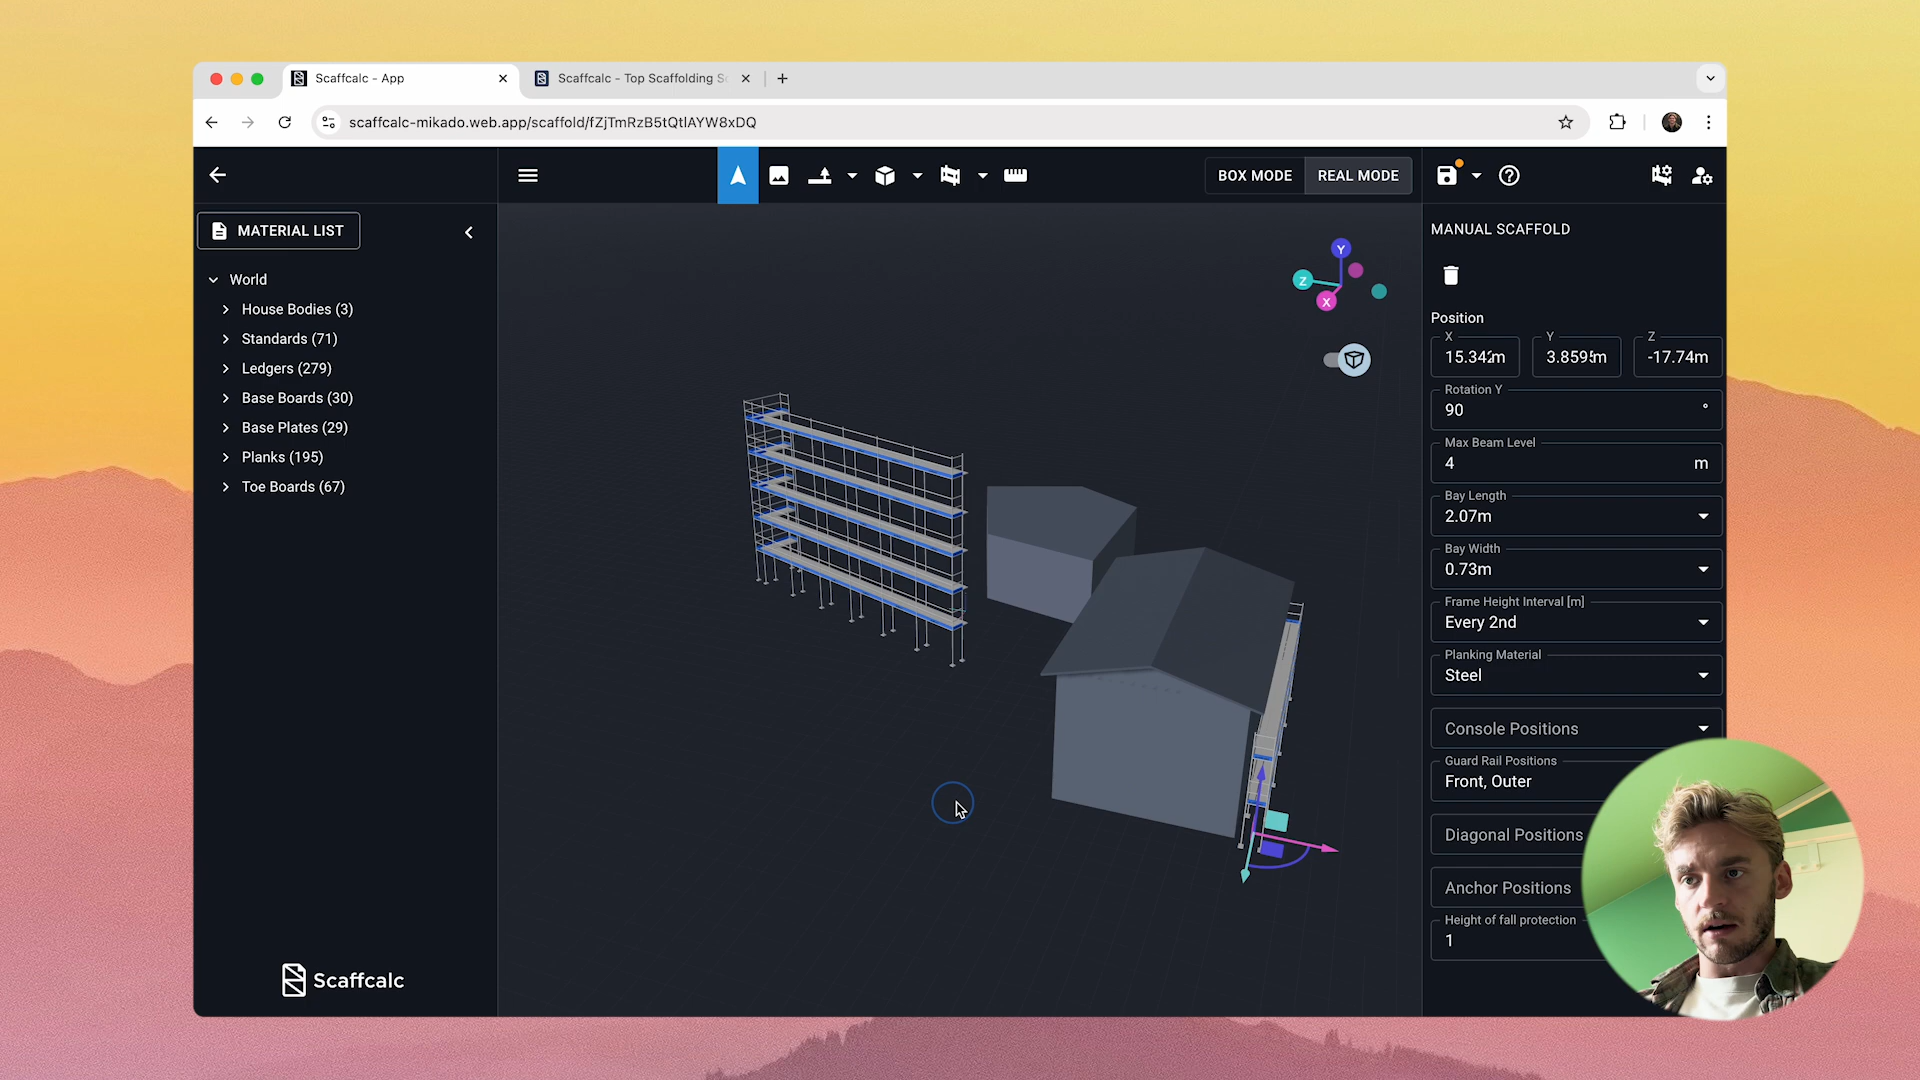 Scaffcalc - App
Scaffcalc - Top Scaffolding S
scaffcalc-mikado.web.app/scaffold/fZjTmRzB5tQtlAYW8xDQ
BOX MODE
REAL MODE
MATERIAL LIST
World
House Bodies (3)
Standards (71)
Ledgers (279)
Base Boards (30)
Base Plates (29)
Planks (195)
Toe Boards (67)
Scaffcalc
Y
Z
X
MANUAL SCAFFOLD
Position
X
15.342m
Y
3.859m
Z
-17.74m
Rotation Y
90 °
Max Beam Level
4 m
Bay Length
2.07m
Bay Width
0.73m
Frame Height Interval [m]
Every 2nd
Planking Material
Steel
Console Positions
Guard Rail Positions
Front, Outer
Diagonal Positions
Anchor Positions
Height of fall protection
1